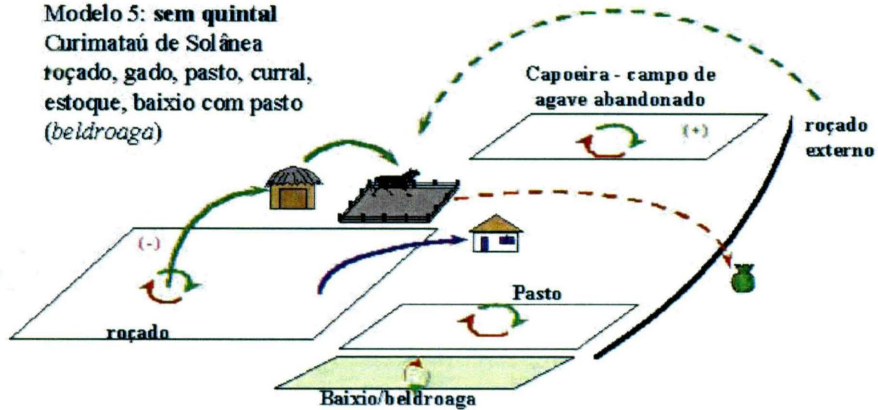 Modelo 5: sem quintal
Curimataú de Solânea
roçado, gado, pasto, curral,
estoque, baixio com pasto
(beldroaga)
Capoeira - campo de
agave abandonado
(+)
roçado
externo
(-)
roçado
Pasto
Baixio/beldroaga